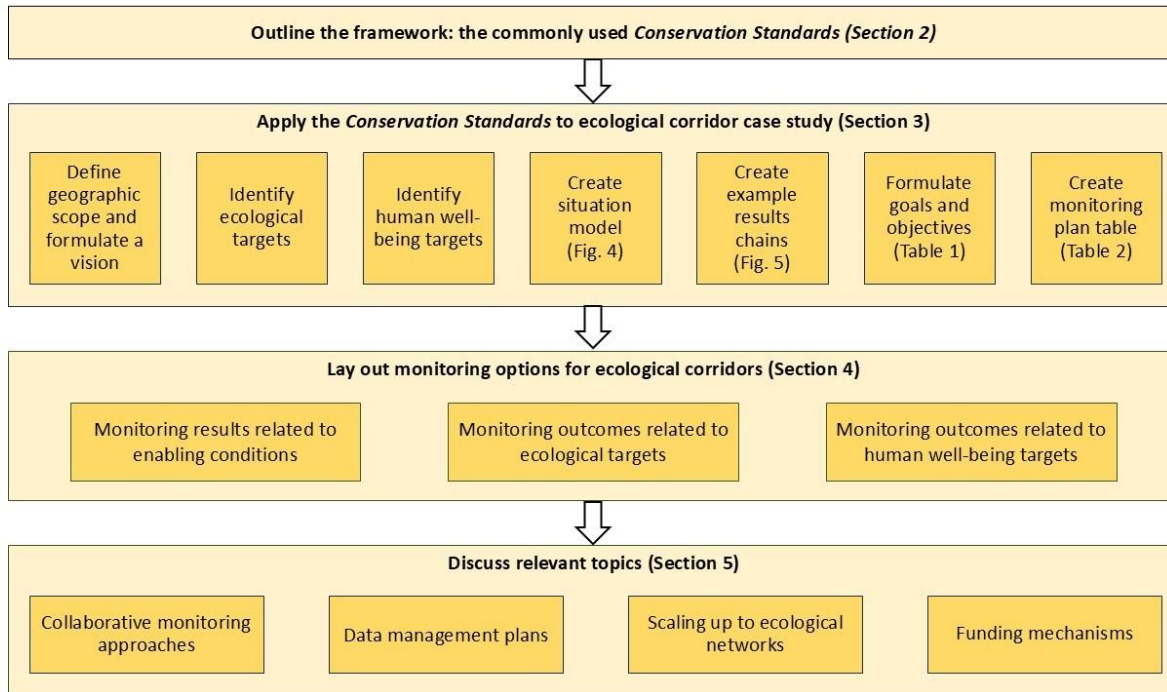 Outline the framework: the commonly used Conservation Standards (Section 2)
Apply the Conservation Standards to ecological corridor case study (Section 3)
Define
geographic
scope and
formulate a
vision
Identify
ecological
targets
Identify
human well-
being targets
Create
situation
model
(Fig. 4)
Create
example
results
chains
(Fig. 5)
Formulate
goals and
objectives
(Table 1)
Create
monitoring
plan table
(Table 2)
Lay out monitoring options for ecological corridors (Section 4)
Monitoring results related to
enabling conditions
Monitoring outcomes related to
ecological targets
Monitoring outcomes related to
human well-being targets
Discuss relevant topics (Section 5)
Collaborative monitoring
approaches
Data management plans
Scaling up to ecological
networks
Funding mechanisms